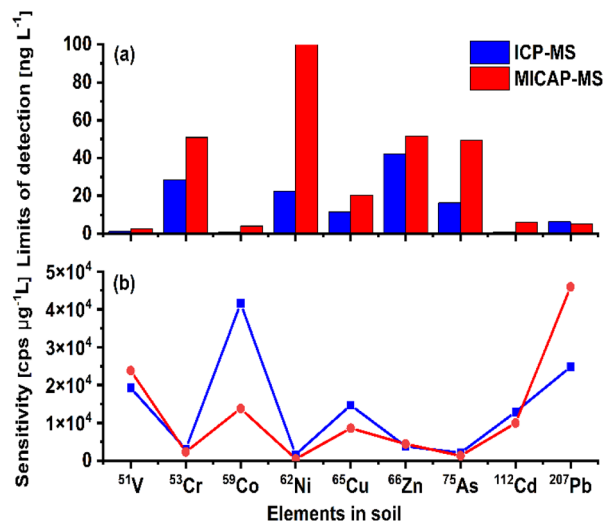 Limits of detection [ng L⁻¹]
(a)
ICP-MS
MICAP-MS
100
80
60
40
20
0
Sensitivity [cps μg⁻¹L]
(b)
5×10⁴
4×10⁴
3×10⁴
2×10⁴
1×10⁴
0
⁵¹V ⁵³Cr ⁵⁹Co ⁶²Ni ⁶⁵Cu ⁶⁶Zn ⁷⁵As ¹¹²Cd ²⁰⁷Pb
Elements in soil